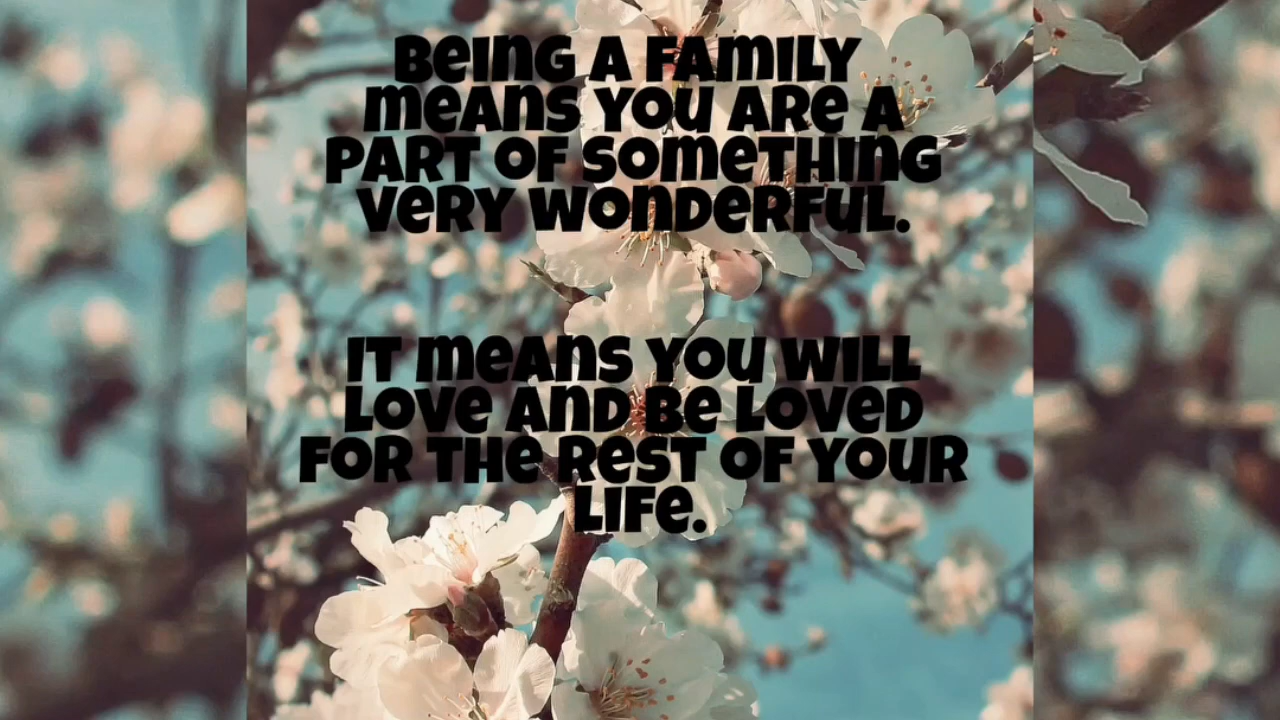 BeING A FAMILY
meANS YOU ARe A
PART OF SOmeTHING
VeRY WONDeRFUL.
IT meANS YOU WILL
LOVe AND Be LOVeD
FOR THe ReST OF YOUR
LIFe.